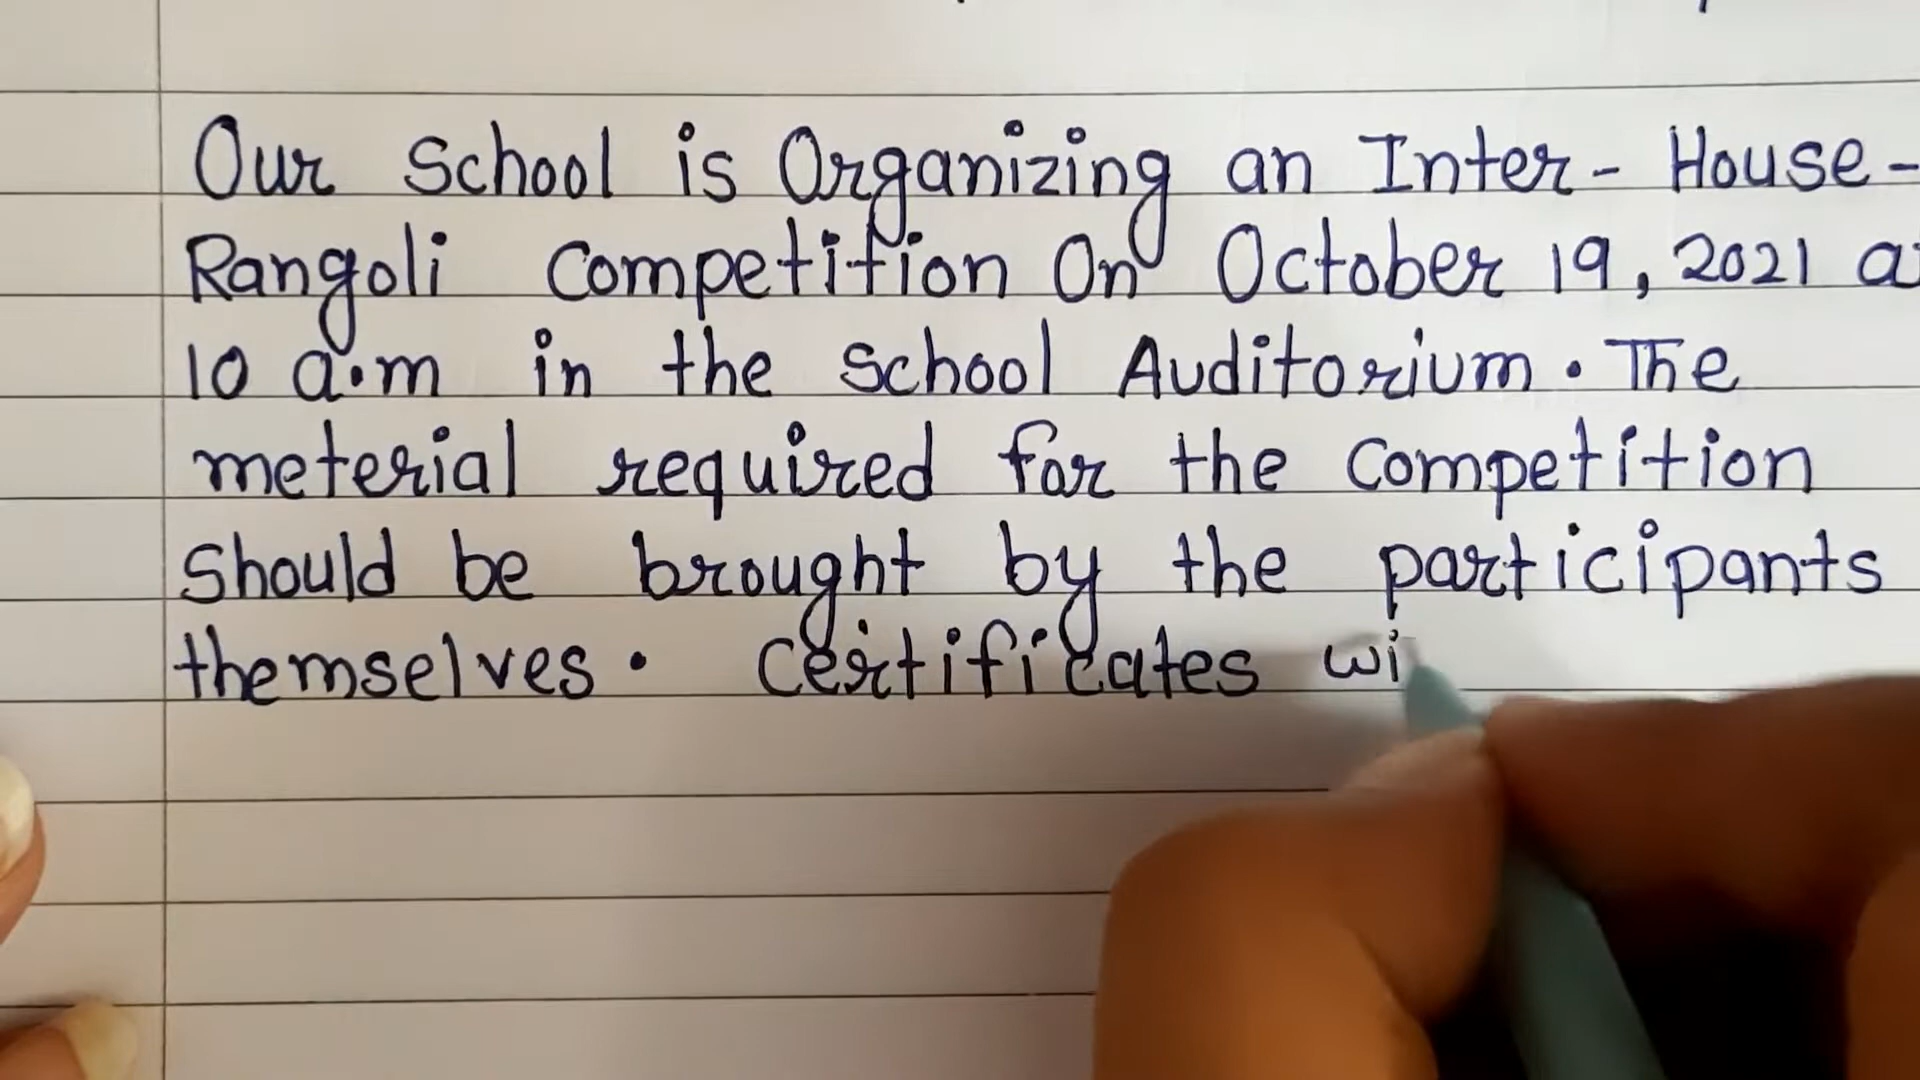 Our School is Organizing an Inter - House -
Rangoli Competition On October 19, 2021 a
10 a.m in the School Auditorium. The
meterial required for the Competition
Should be brought by the participants
themselves. Certificates wi